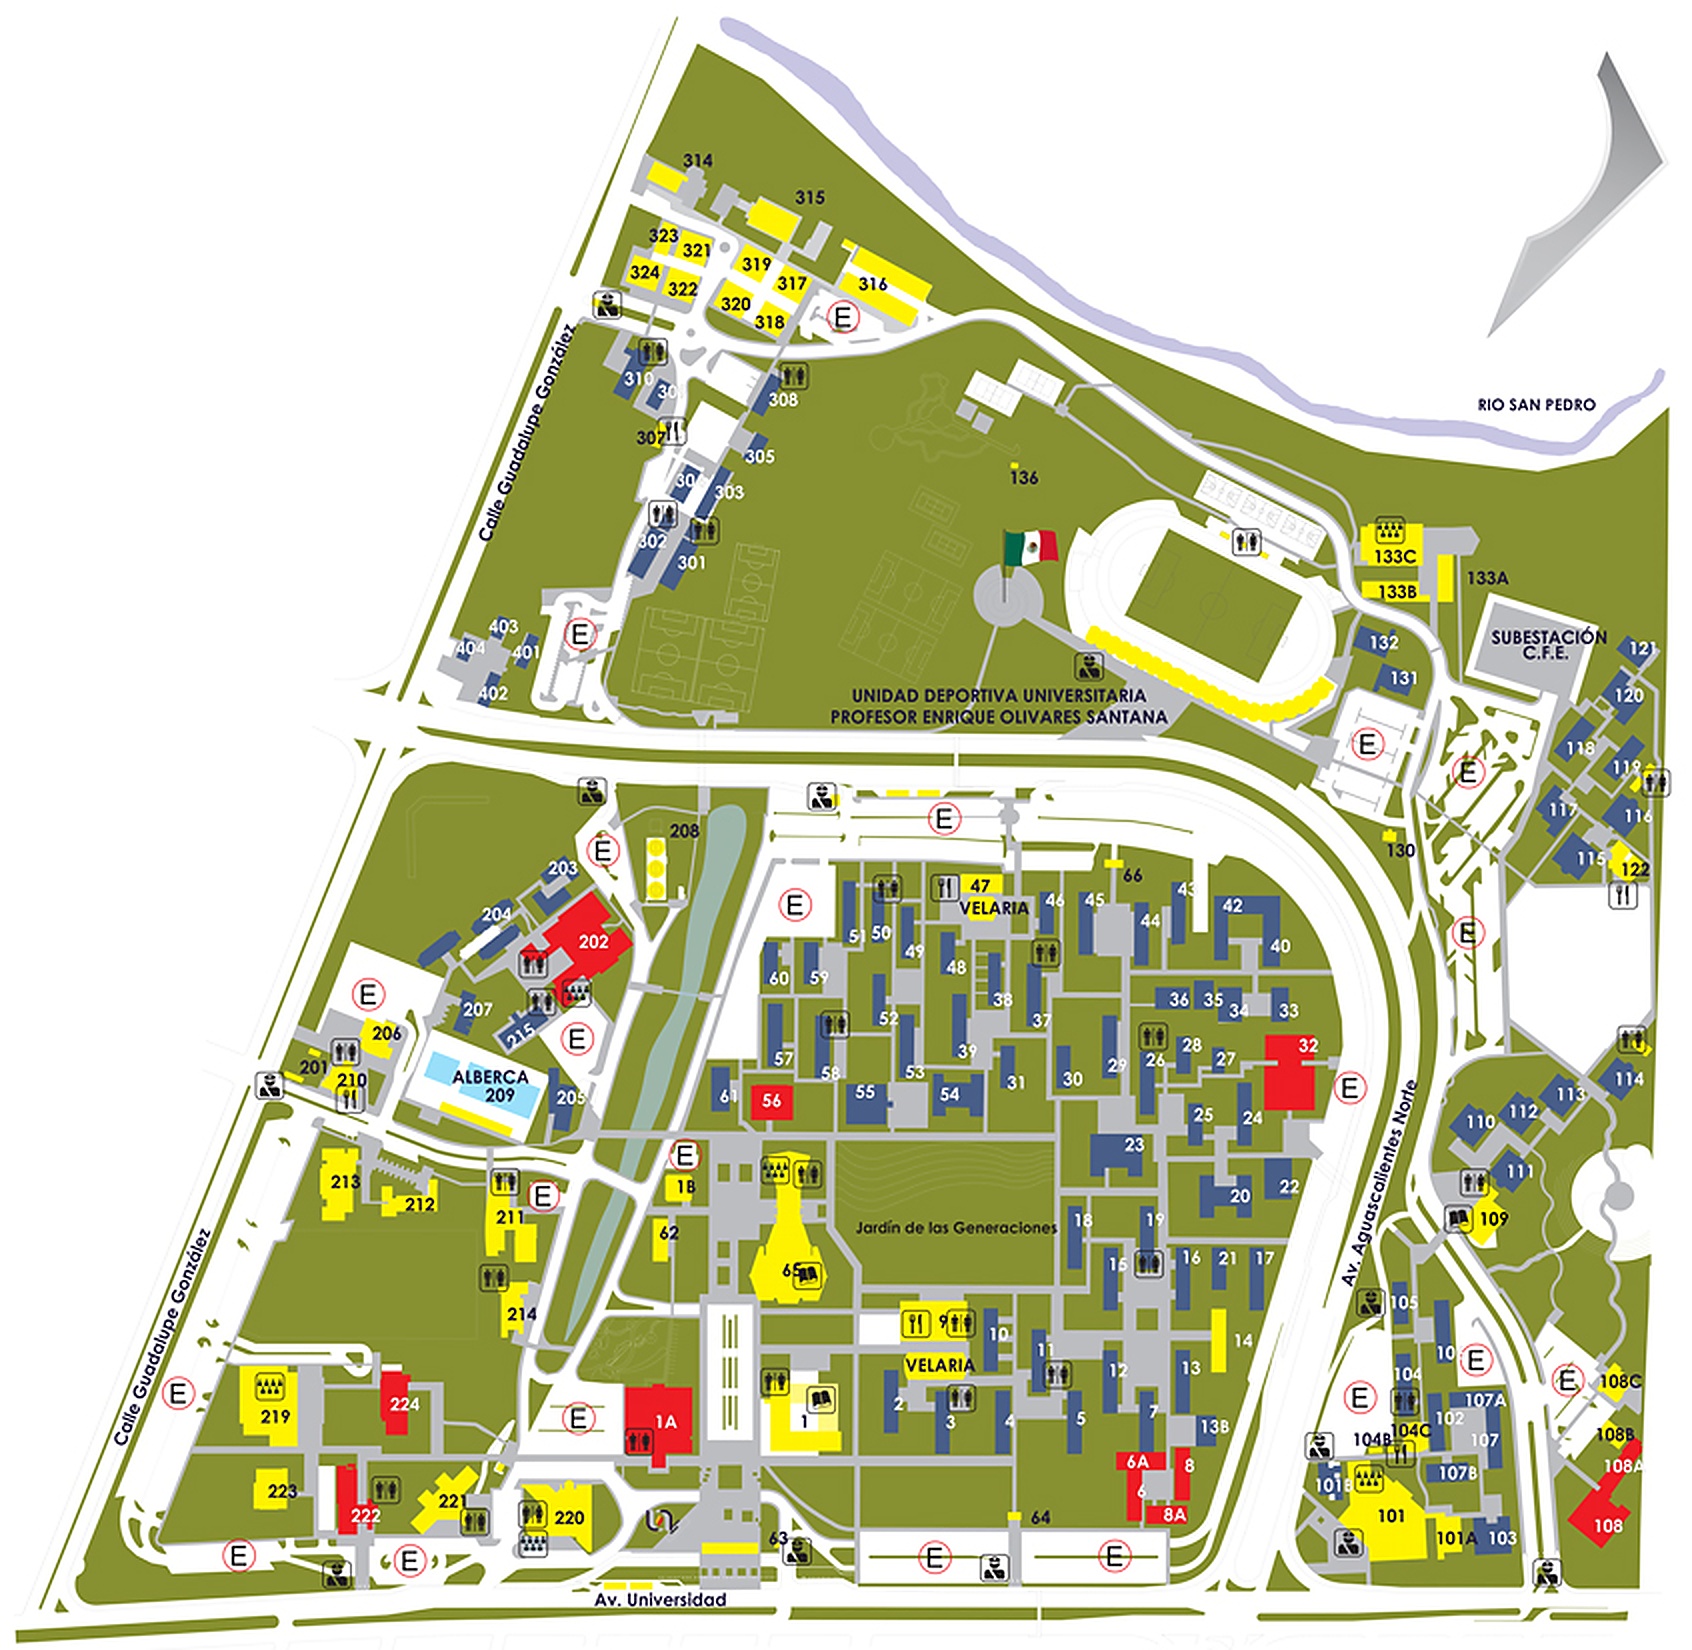 314
315
323
321
324
322
319
317
320
318
316
E
Calle Guadalupe González
310
308
307
305
303
302
301
RIO SAN PEDRO
136
133C
133B
133A
SUBESTACIÓN
C.F.E.
132
131
121
120
118
119
117
116
115
122
130
403
404
401
402
E
UNIDAD DEPORTIVA UNIVERSITARIA
PROFESOR ENRIQUE OLIVARES SANTANA
E
E
E
E
E
208
203
204
202
E
207
215
206
201
210
ALBERCA
209
205
E
E
47
VELARIA
66
51
50
49
48
46
45
44
43
42
40
60
59
52
38
37
36
35
34
33
57
58
53
39
31
30
29
28
27
26
32
61
56
55
54
25
24
23
22
20
E
114
113
112
110
111
109
Av. Aguascalientes Norte
213
212
211
E
E
1B
62
65
Jardín de las Generaciones
18
19
15
16
21
17
214
9
10
11
VELARIA
14
12
13
105
104
E
E
E
108C
108B
108A
108
Calle Guadalupe González
E
219
224
E
1A
1
2
3
4
5
7
13B
6A
6
8
8A
107A
102
107
107B
104C
104B
101B
101
101A
103
223
222
221
220
63
64
E
E
E
E
Av. Universidad